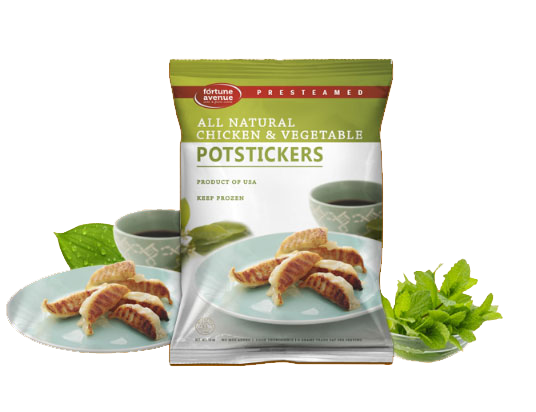 fortune
avenue
PRESTEAMED
ALL NATURAL
CHICKEN & VEGETABLE
POTSTICKERS
PRODUCT OF USA
KEEP FROZEN